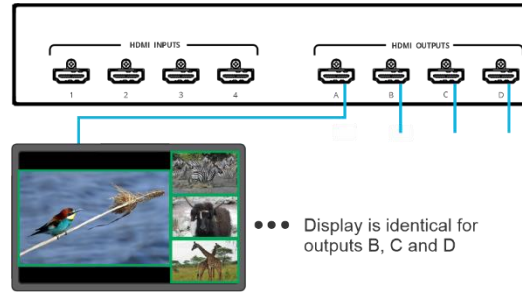 HDMI INPUTS
HDMI OUTPUTS
1 2 3 4 A B C D
Display is identical for
outputs B, C and D